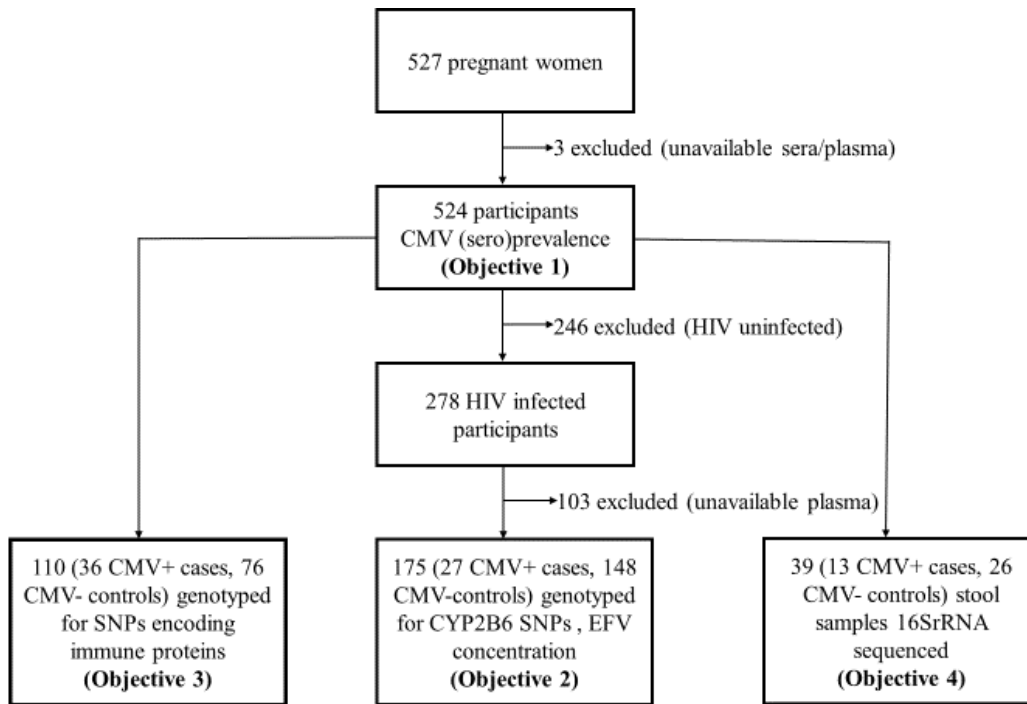 527 pregnant women
3 excluded (unavailable sera/plasma)
524 participants
CMV (sero)prevalence
(Objective 1)
246 excluded (HIV uninfected)
278 HIV infected
participants
103 excluded (unavailable plasma)
110 (36 CMV+ cases, 76
CMV- controls) genotyped
for SNPs encoding
immune proteins
(Objective 3)
175 (27 CMV+ cases, 148
CMV-controls) genotyped
for CYP2B6 SNPs , EFV
concentration
(Objective 2)
39 (13 CMV+ cases, 26
CMV- controls) stool
samples 16SrRNA
sequenced
(Objective 4)